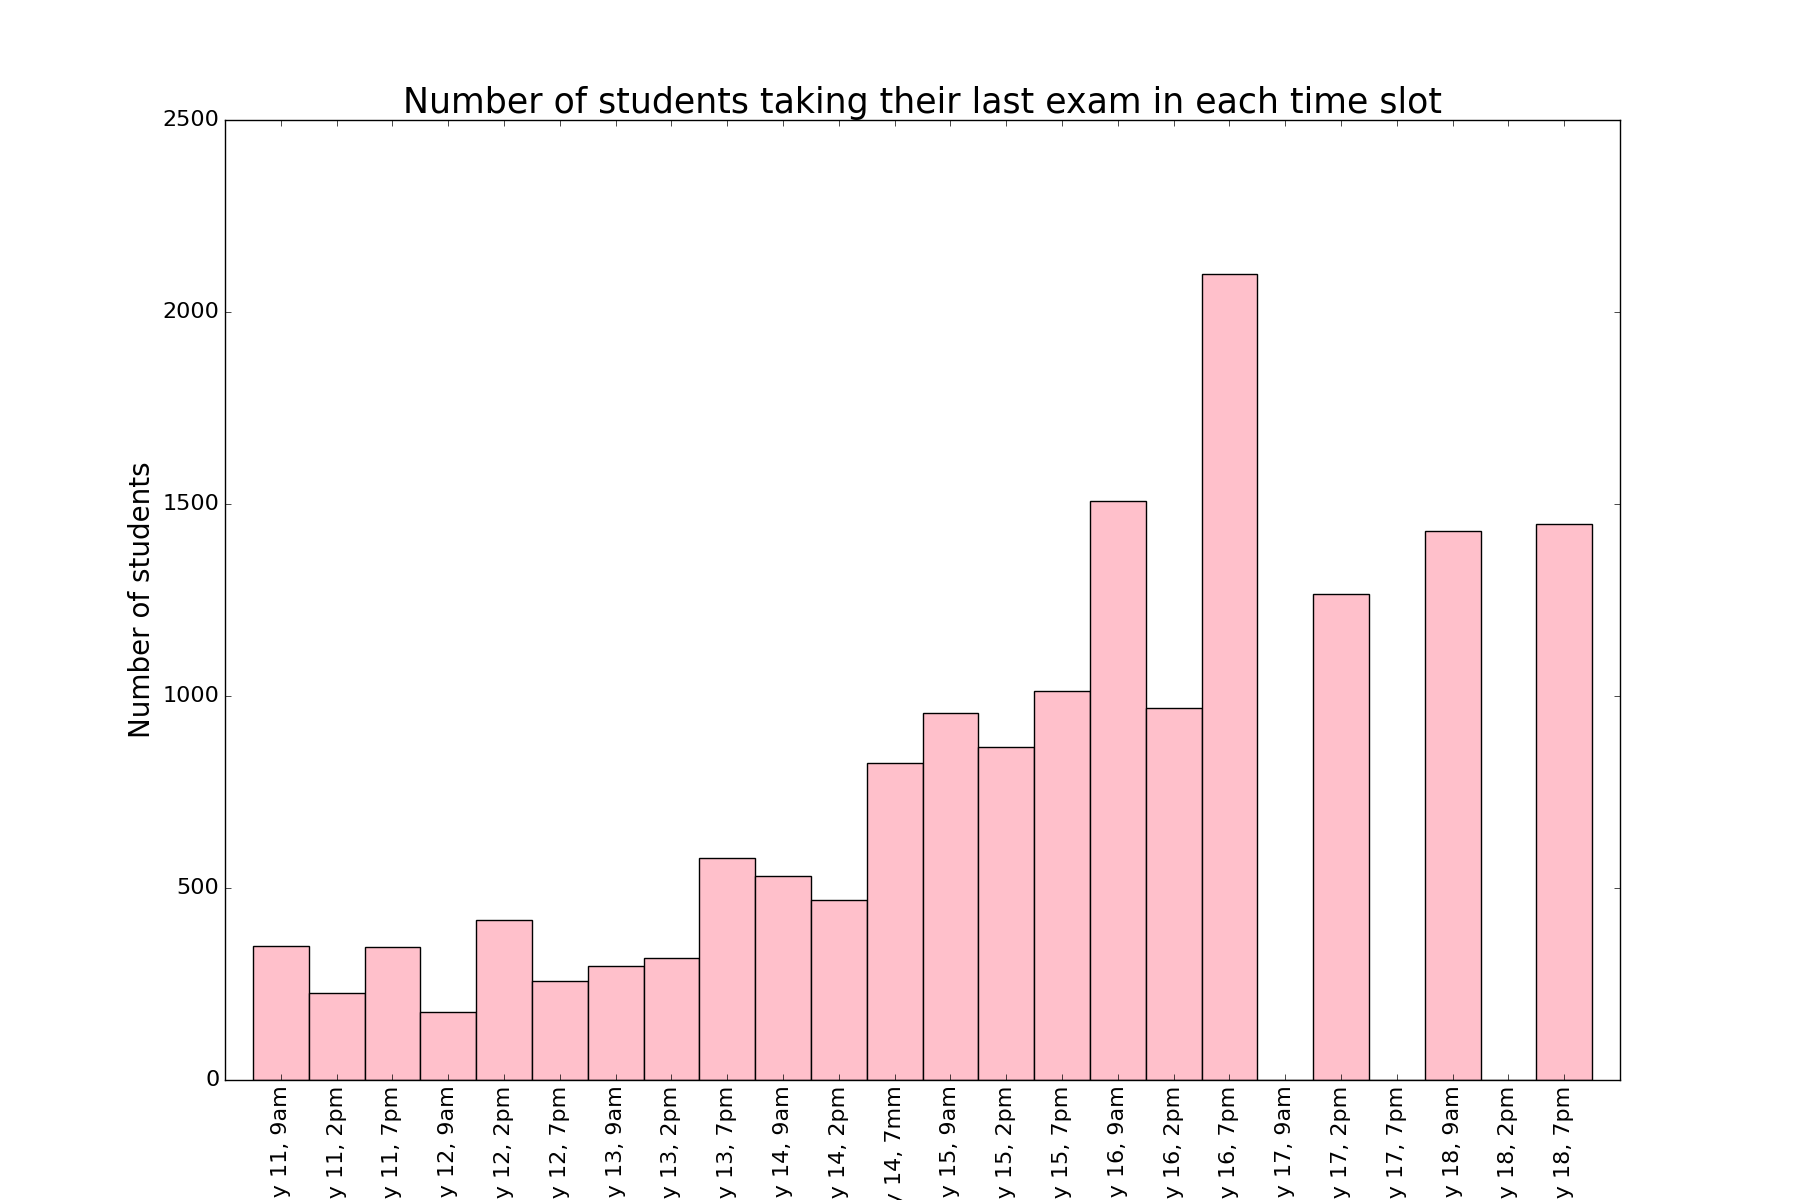 Number of students taking their last exam in each time slot
Number of students
2500
2000
1500
1000
500
0
y 11, 9am
y 11, 2pm
y 11, 7pm
y 12, 9am
y 12, 2pm
y 12, 7pm
y 13, 9am
y 13, 2pm
y 13, 7pm
y 14, 9am
y 14, 2pm
y 14, 7mm
y 15, 9am
y 15, 2pm
y 15, 7pm
y 16, 9am
y 16, 2pm
y 16, 7pm
y 17, 9am
y 17, 2pm
y 17, 7pm
y 18, 9am
y 18, 2pm
y 18, 7pm